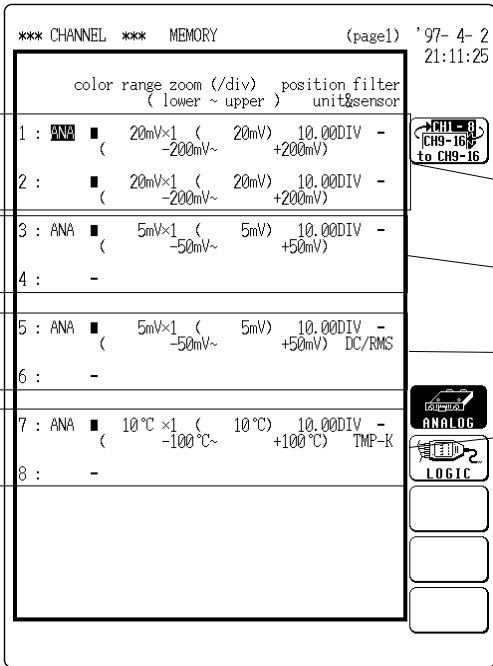 *** CHANNEL *** MEMORY (page1) '97- 4- 2
21:11:25
color range zoom (/div) position filter
( lower ~ upper ) unit&sensor
1 : ANA ■ 20mV×1 ( 20mV) 10.00DIV -
( -200mV~ +200mV)
2 : ■ 20mV×1 ( 20mV) 10.00DIV -
( -200mV~ +200mV)
3 : ANA ■ 5mV×1 ( 5mV) 10.00DIV -
( -50mV~ +50mV)
4 : -
5 : ANA ■ 5mV×1 ( 5mV) 10.00DIV -
( -50mV~ +50mV) DC/RMS
6 : -
7 : ANA ■ 10°C ×1 ( 10°C) 10.00DIV -
( -100°C~ +100°C) TMP-K
8 : -
CH1 - 8
CH9-16
to CH9-16
ANALOG
LOGIC